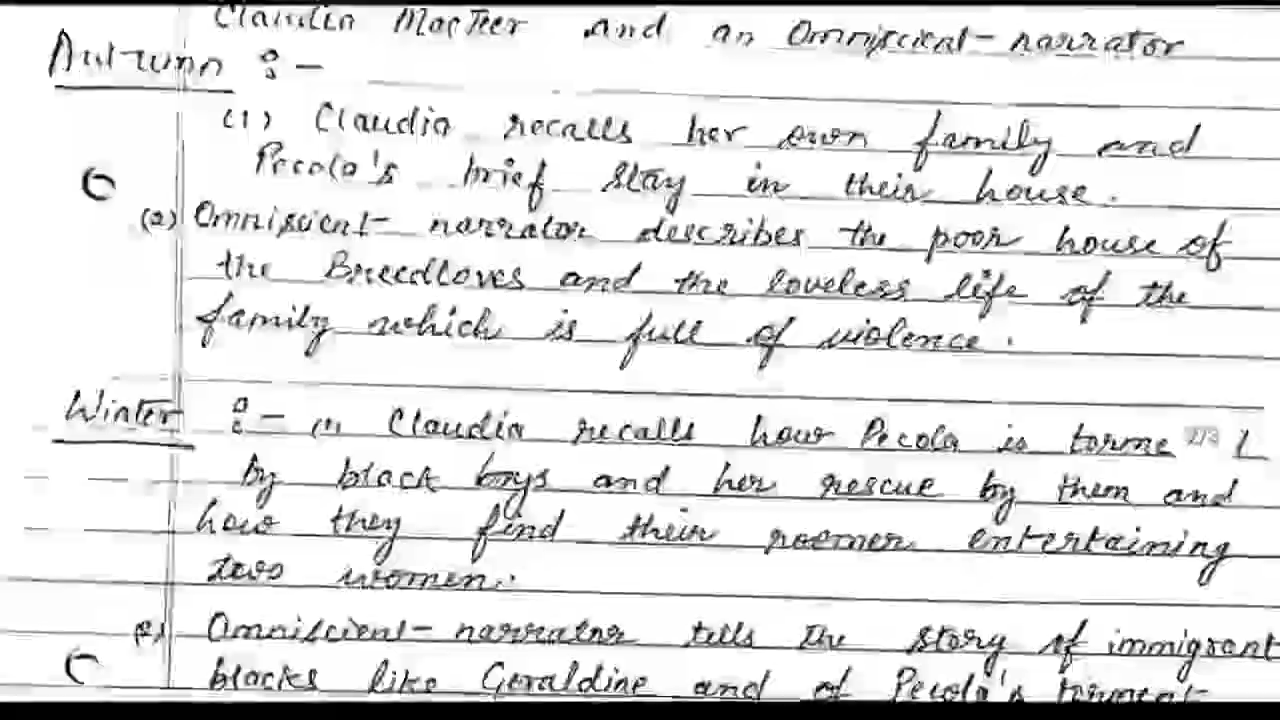 Claudia MacTeer and an Omniscient narrator
Autumn :-
(1) Claudia recalls her own family and
Pecola's brief stay in their house.
(2) Omniscient narrator describes the poor house of
the Breedloves and the loveless life of the
family which is full of violence.
Winter :- (1) Claudia recalls how Pecola is torme
by black boys and her rescue by them and
how they find their roomer entertaining
two women.
(2) Omniscient narrator tells the story of immigrant
blacks like Geraldine and of Pecola's torment